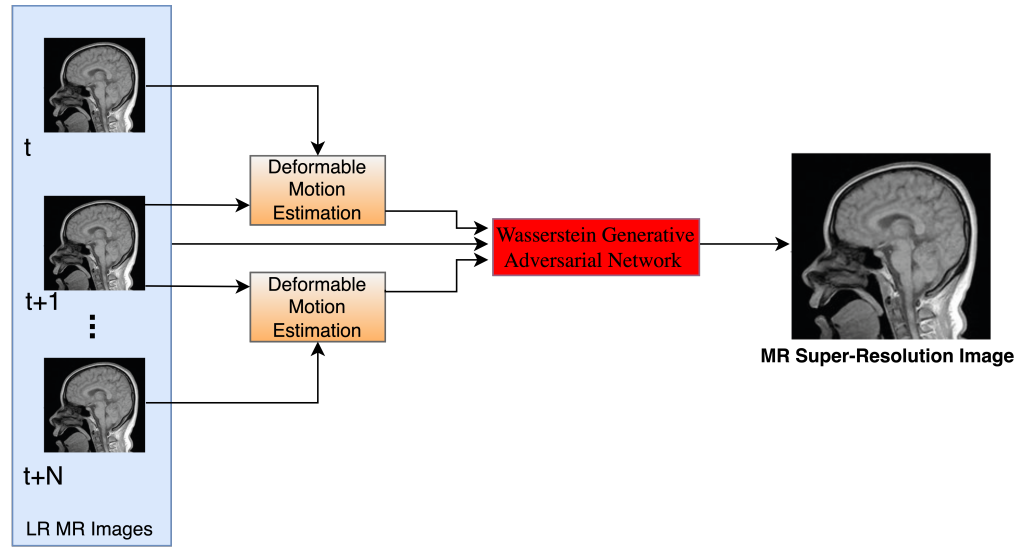 t
t+1
t+N
LR MR Images
Deformable
Motion
Estimation
Deformable
Motion
Estimation
Wasserstein Generative
Adversarial Network
MR Super-Resolution Image